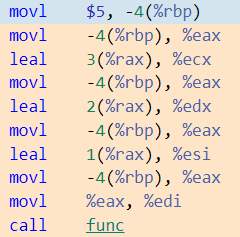 movl $5, -4(%rbp)
movl -4(%rbp), %eax
leal 3(%rax), %ecx
movl -4(%rbp), %eax
leal 2(%rax), %edx
movl -4(%rbp), %eax
leal 1(%rax), %esi
movl -4(%rbp), %eax
movl %eax, %edi
call func